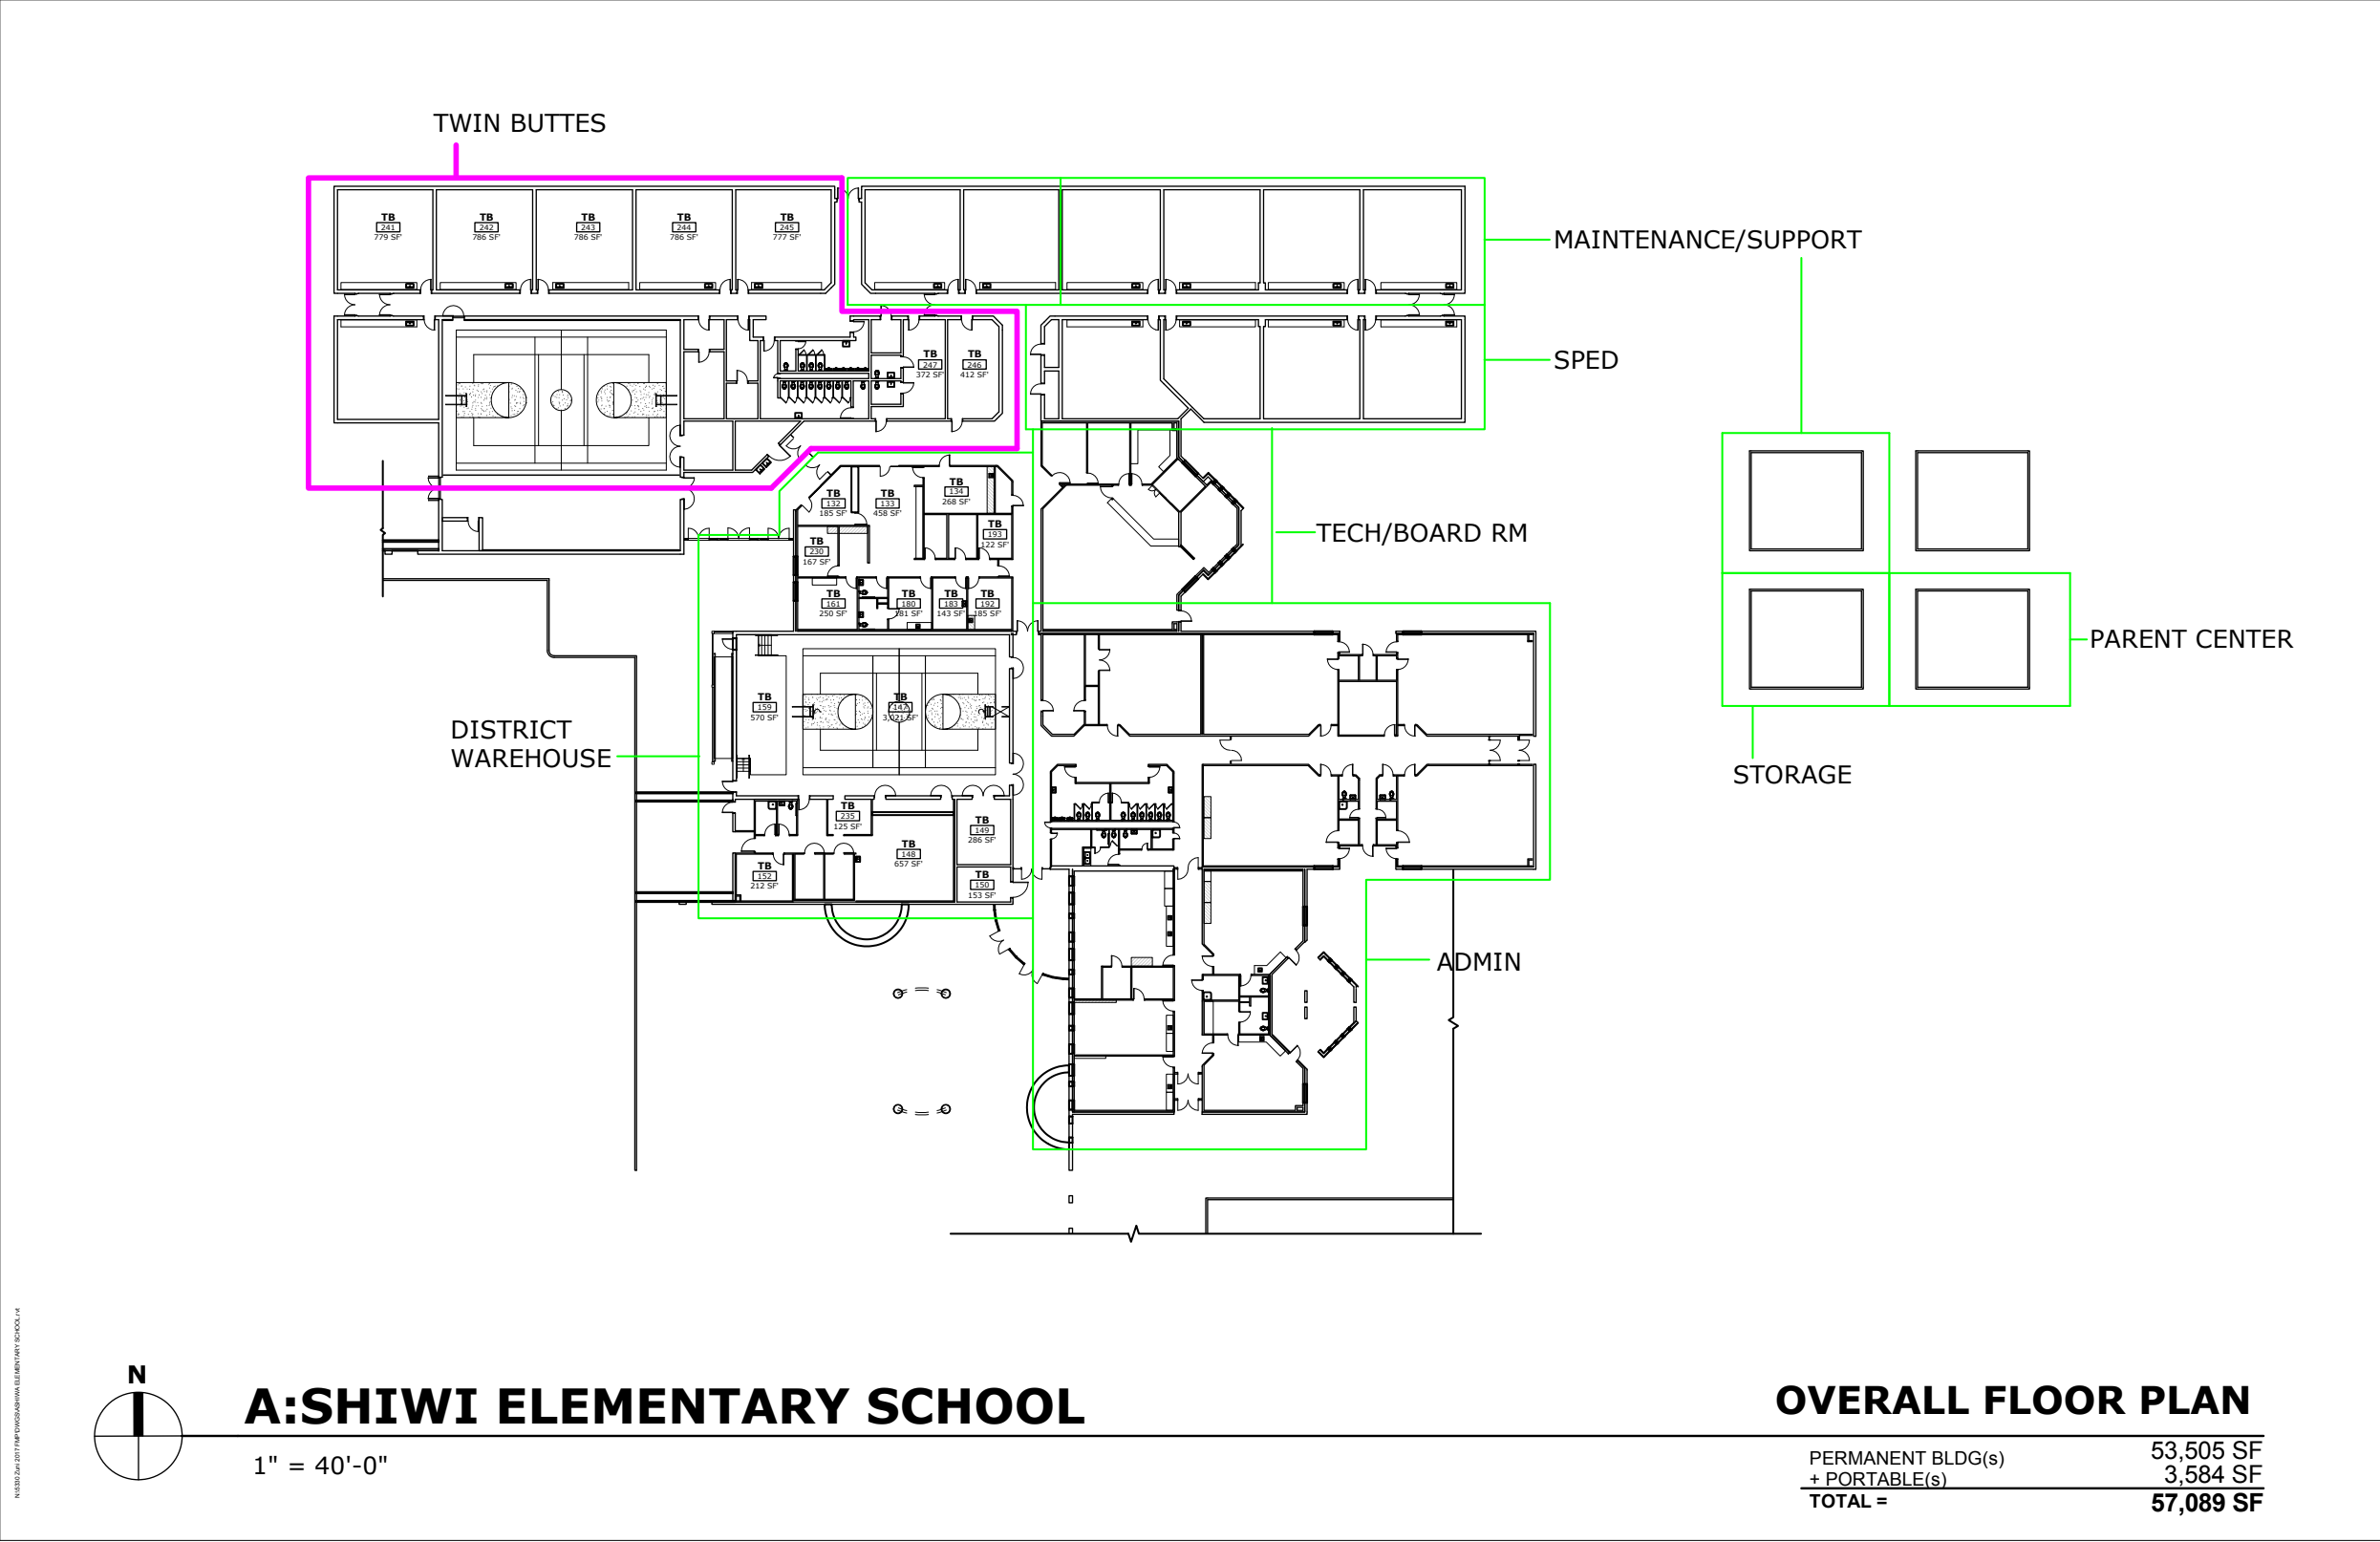 TWIN BUTTES
TB
241
779 SF'
TB
242
786 SF'
TB
243
786 SF'
TB
244
786 SF'
TB
245
777 SF'
MAINTENANCE/SUPPORT
TB
247
372 SF'
TB
246
412 SF'
SPED
TB
132
185 SF'
TB
133
458 SF'
TB
134
268 SF'
TB
193
122 SF'
TB
230
167 SF'
TECH/BOARD RM
TB
161
250 SF'
TB
180
181 SF'
TB
183
143 SF'
TB
192
185 SF'
PARENT CENTER
TB
159
570 SF'
TB
147
3,021 SF'
DISTRICT
WAREHOUSE
STORAGE
TB
235
125 SF'
TB
149
286 SF'
TB
148
657 SF'
TB
152
212 SF'
TB
150
153 SF'
ADMIN
N
A:SHIWI ELEMENTARY SCHOOL
1" = 40'-0"
OVERALL FLOOR PLAN
PERMANENT BLDG(s) 53,505 SF
+ PORTABLE(s) 3,584 SF
TOTAL = 57,089 SF